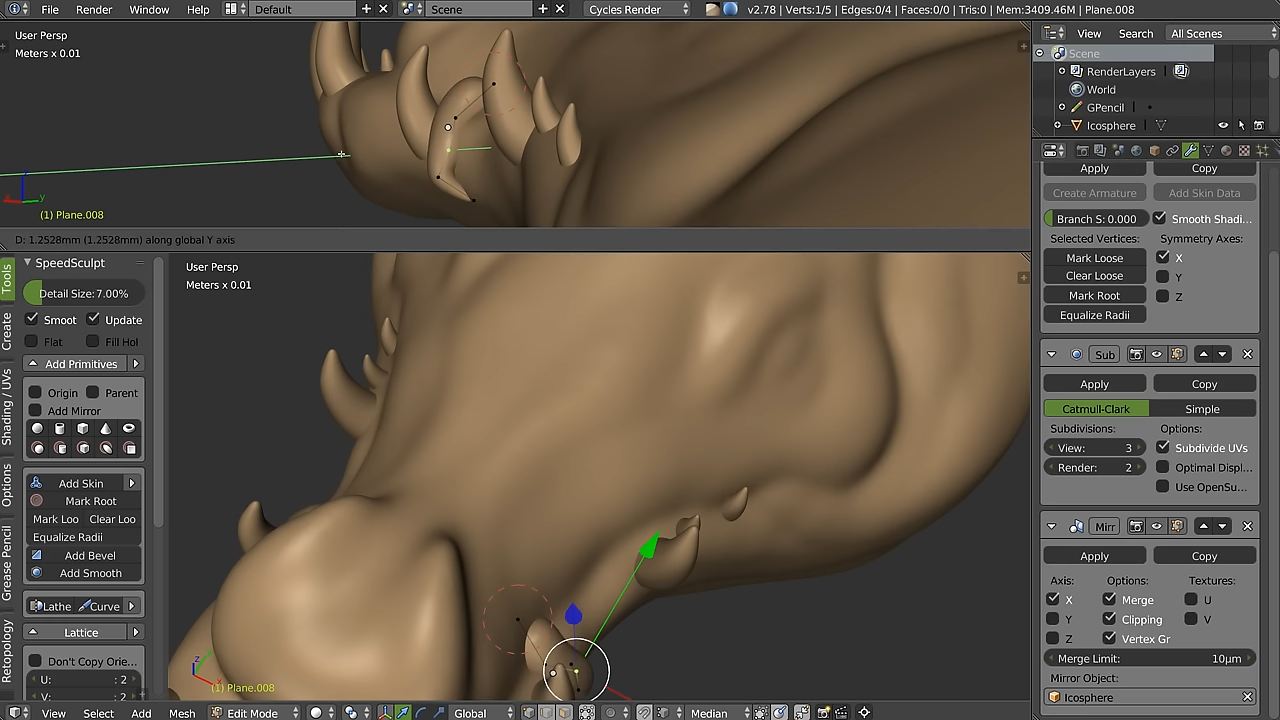 File Render Window Help Default Scene Cycles Render v2.78 | Verts:1/5 | Edges:0/4 | Faces:0/0 | Tris:0 | Mem:3409.46M | Plane.008
User Persp
Meters x 0.01
(1) Plane.008
D: 1.2528mm (1.2528mm) along global Y axis
View Search All Scenes
Scene
RenderLayers
World
GPencil
Icosphere
Apply Copy
Create Armature Add Skin Data
Branch S: 0.000 Smooth Shadi...
Selected Vertices: Symmetry Axes:
Mark Loose X
Clear Loose Y
Mark Root Z
Equalize Radii
Sub
Apply Copy
Catmull-Clark Simple
Subdivisions: Options:
View: 3 Subdivide UVs
Render: 2 Optimal Displ...
Use OpenSu...
Mirr
Apply Copy
Axis: Options: Textures:
X Merge U
Y Clipping V
Z Vertex Gr
Merge Limit: 10µm
Mirror Object:
Icosphere
Tools
Create
Shading / UVs
Options
Grease Pencil
Retopology
SpeedSculpt
Detail Size: 7.00%
Smoot Update
Flat Fill Hol
Add Primitives
Origin Parent
Add Mirror
Add Skin
Mark Root
Mark Loo Clear Loo
Equalize Radii
Add Bevel
Add Smooth
Lathe Curve
Lattice
Don't Copy Orie...
U: : 2
V: : 2
User Persp
Meters x 0.01
(1) Plane.008
View Select Add Mesh Edit Mode Global Median